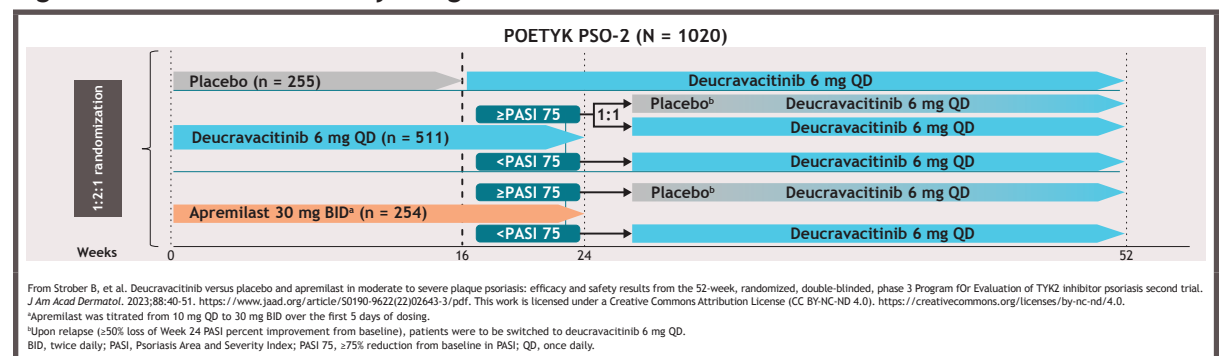 POETYK PSO-2 (N = 1020)
1:2:1 randomization
Placebo (n = 255)
Deucravacitinib 6 mg QD
≥PASI 75
1:1
Placeboᵇ
Deucravacitinib 6 mg QD
Deucravacitinib 6 mg QD (n = 511)
Deucravacitinib 6 mg QD
<PASI 75
Deucravacitinib 6 mg QD
≥PASI 75
Placeboᵇ
Deucravacitinib 6 mg QD
Apremilast 30 mg BIDᵃ (n = 254)
<PASI 75
Deucravacitinib 6 mg QD
Weeks
0
16
24
52
From Strober B, et al. Deucravacitinib versus placebo and apremilast in moderate to severe plaque psoriasis: efficacy and safety results from the 52-week, randomized, double-blinded, phase 3 Program fOr Evaluation of TYK2 inhibitor psoriasis second trial.
J Am Acad Dermatol. 2023;88:40-51. https://www.jaad.org/article/S0190-9622(22)02643-3/pdf. This work is licensed under a Creative Commons Attribution License (CC BY-NC-ND 4.0). https://creativecommons.org/licenses/by-nc-nd/4.0.
ᵃApremilast was titrated from 10 mg QD to 30 mg BID over the first 5 days of dosing.
ᵇUpon relapse (≥50% loss of Week 24 PASI percent improvement from baseline), patients were to be switched to deucravacitinib 6 mg QD.
BID, twice daily; PASI, Psoriasis Area and Severity Index; PASI 75, ≥75% reduction from baseline in PASI; QD, once daily.